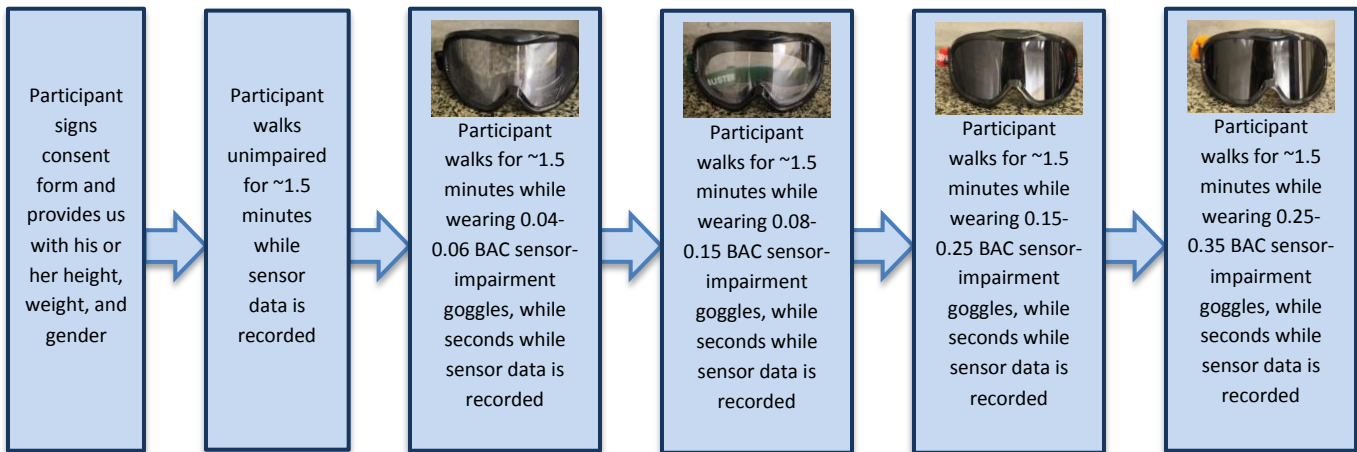 Participant
signs
consent
form and
provides us
with his or
her height,
weight, and
gender
Participant
walks
unimpaired
for ~1.5
minutes
while
sensor
data is
recorded
Participant
walks for ~1.5
minutes while
wearing 0.04-
0.06 BAC sensor-
impairment
goggles, while
seconds while
sensor data is
recorded
Participant
walks for ~1.5
minutes while
wearing 0.08-
0.15 BAC sensor-
impairment
goggles, while
seconds while
sensor data is
recorded
Participant
walks for ~1.5
minutes while
wearing 0.15-
0.25 BAC sensor-
impairment
goggles, while
seconds while
sensor data is
recorded
Participant
walks for ~1.5
minutes while
wearing 0.25-
0.35 BAC sensor-
impairment
goggles, while
seconds while
sensor data is
recorded